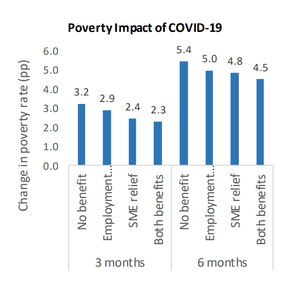 Poverty Impact of COVID-19
Change in poverty rate (pp)
6.0
5.0
4.0
3.0
2.0
1.0
0.0
3.2
2.9
2.4
2.3
5.4
5.0
4.8
4.5
No benefit
Employment...
SME relief
Both benefits
No benefit
Employment...
SME relief
Both benefits
3 months
6 months